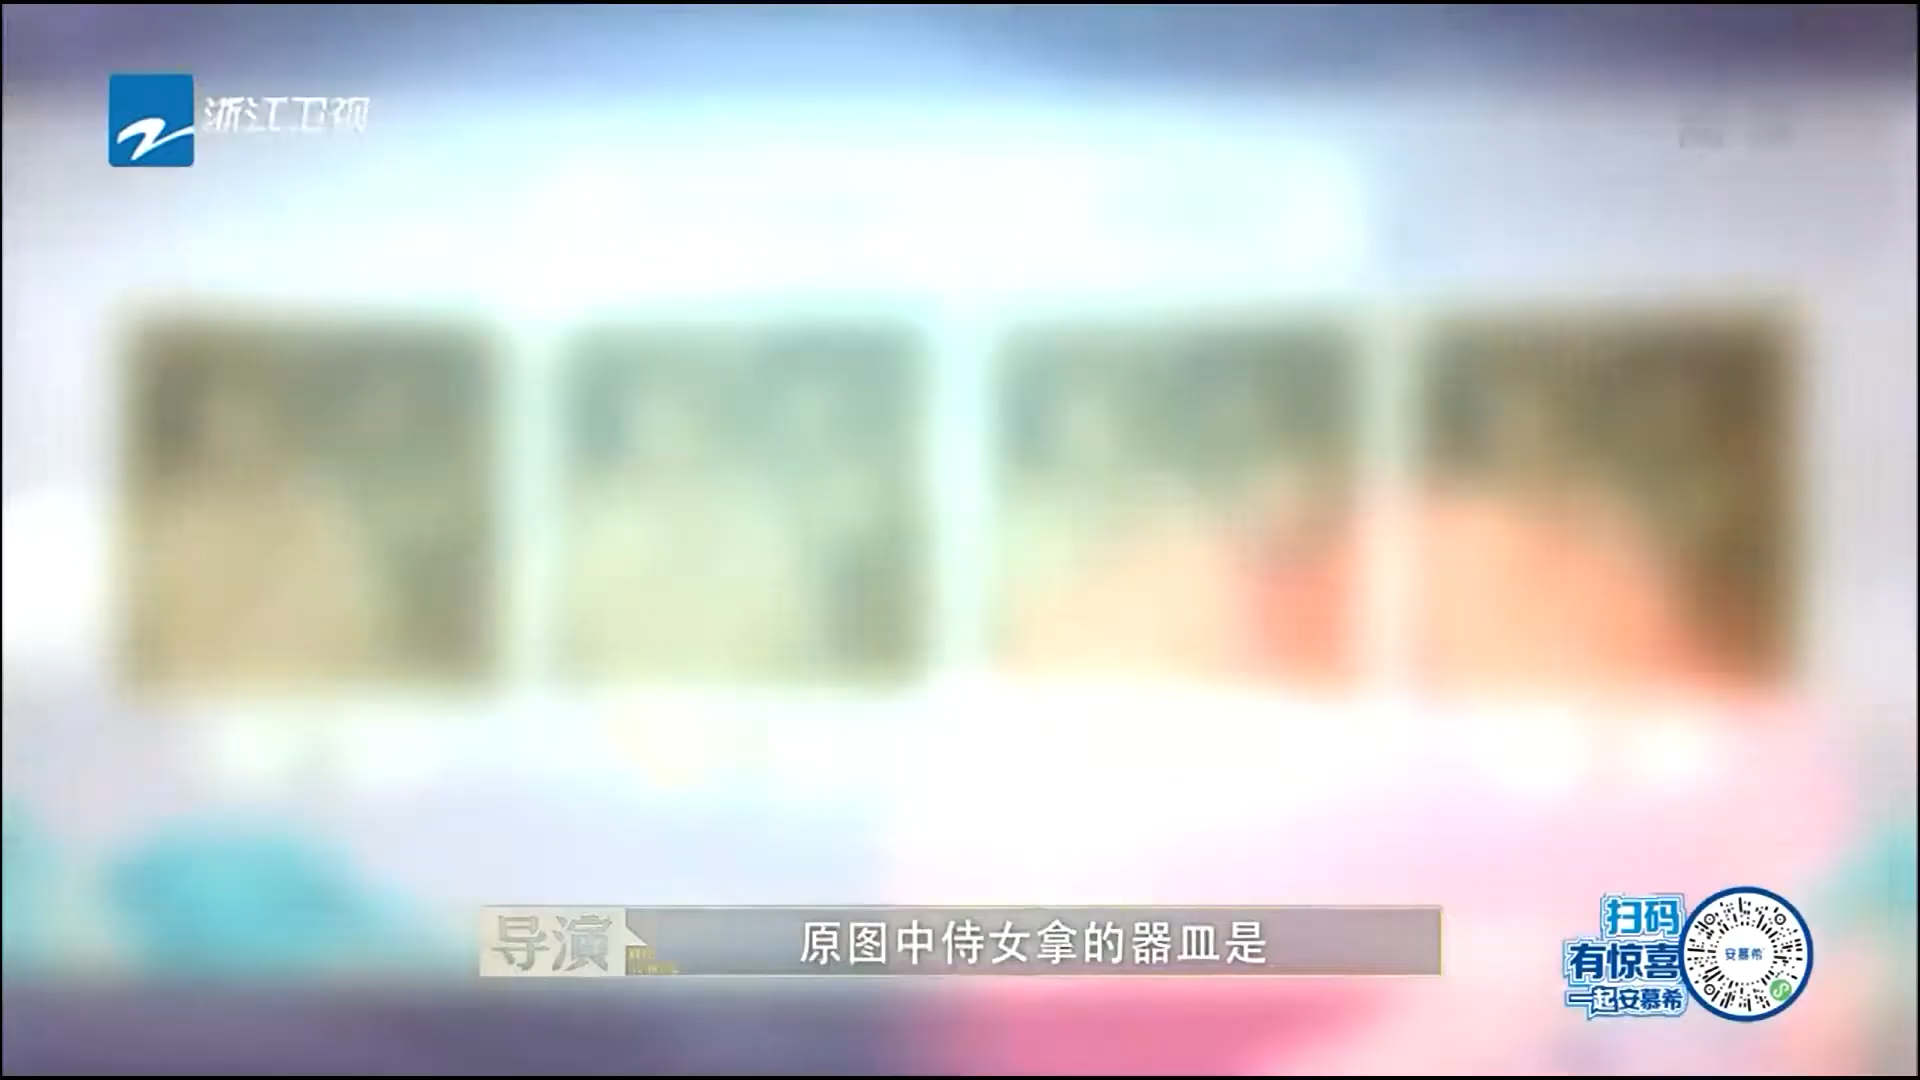 浙江卫视
导演
原图中侍女拿的器皿是
扫码
有惊喜
一起安慕希
安慕希